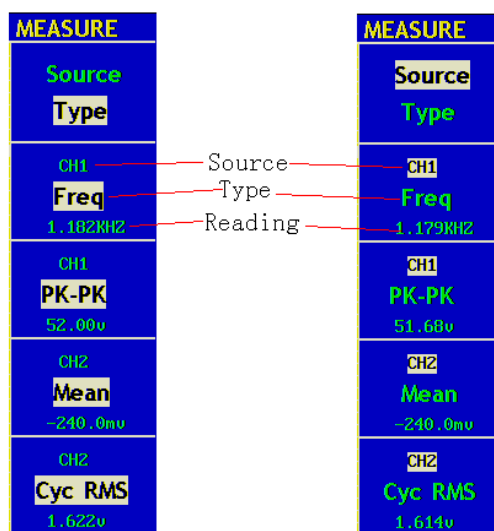 MEASURE
Source
Type
CH1
Freq
1.182KHZ
CH1
PK-PK
52.00v
CH2
Mean
-240.0mv
CH2
Cyc RMS
1.622v
Source
Type
Reading
MEASURE
Source
Type
CH1
Freq
1.179KHZ
CH1
PK-PK
51.68v
CH2
Mean
-240.0mv
CH2
Cyc RMS
1.614v